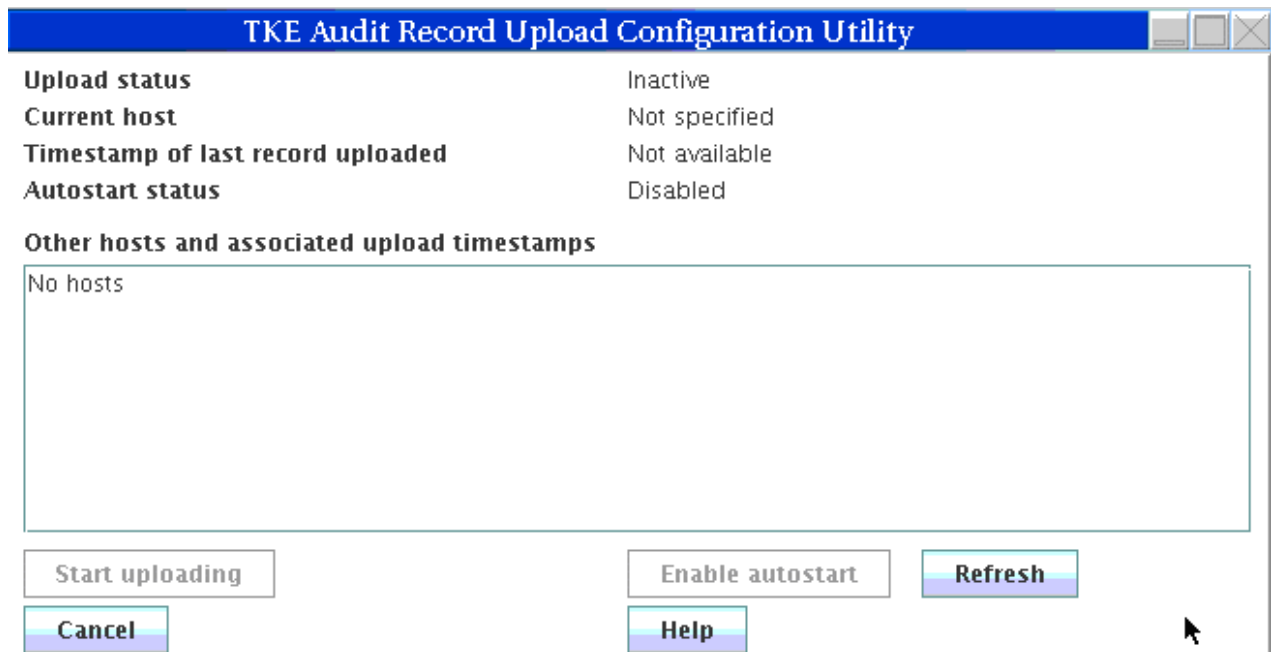 TKE Audit Record Upload Configuration Utility
Upload status Inactive
Current host Not specified
Timestamp of last record uploaded Not available
Autostart status Disabled
Other hosts and associated upload timestamps
No hosts
Start uploading Enable autostart Refresh
Cancel Help